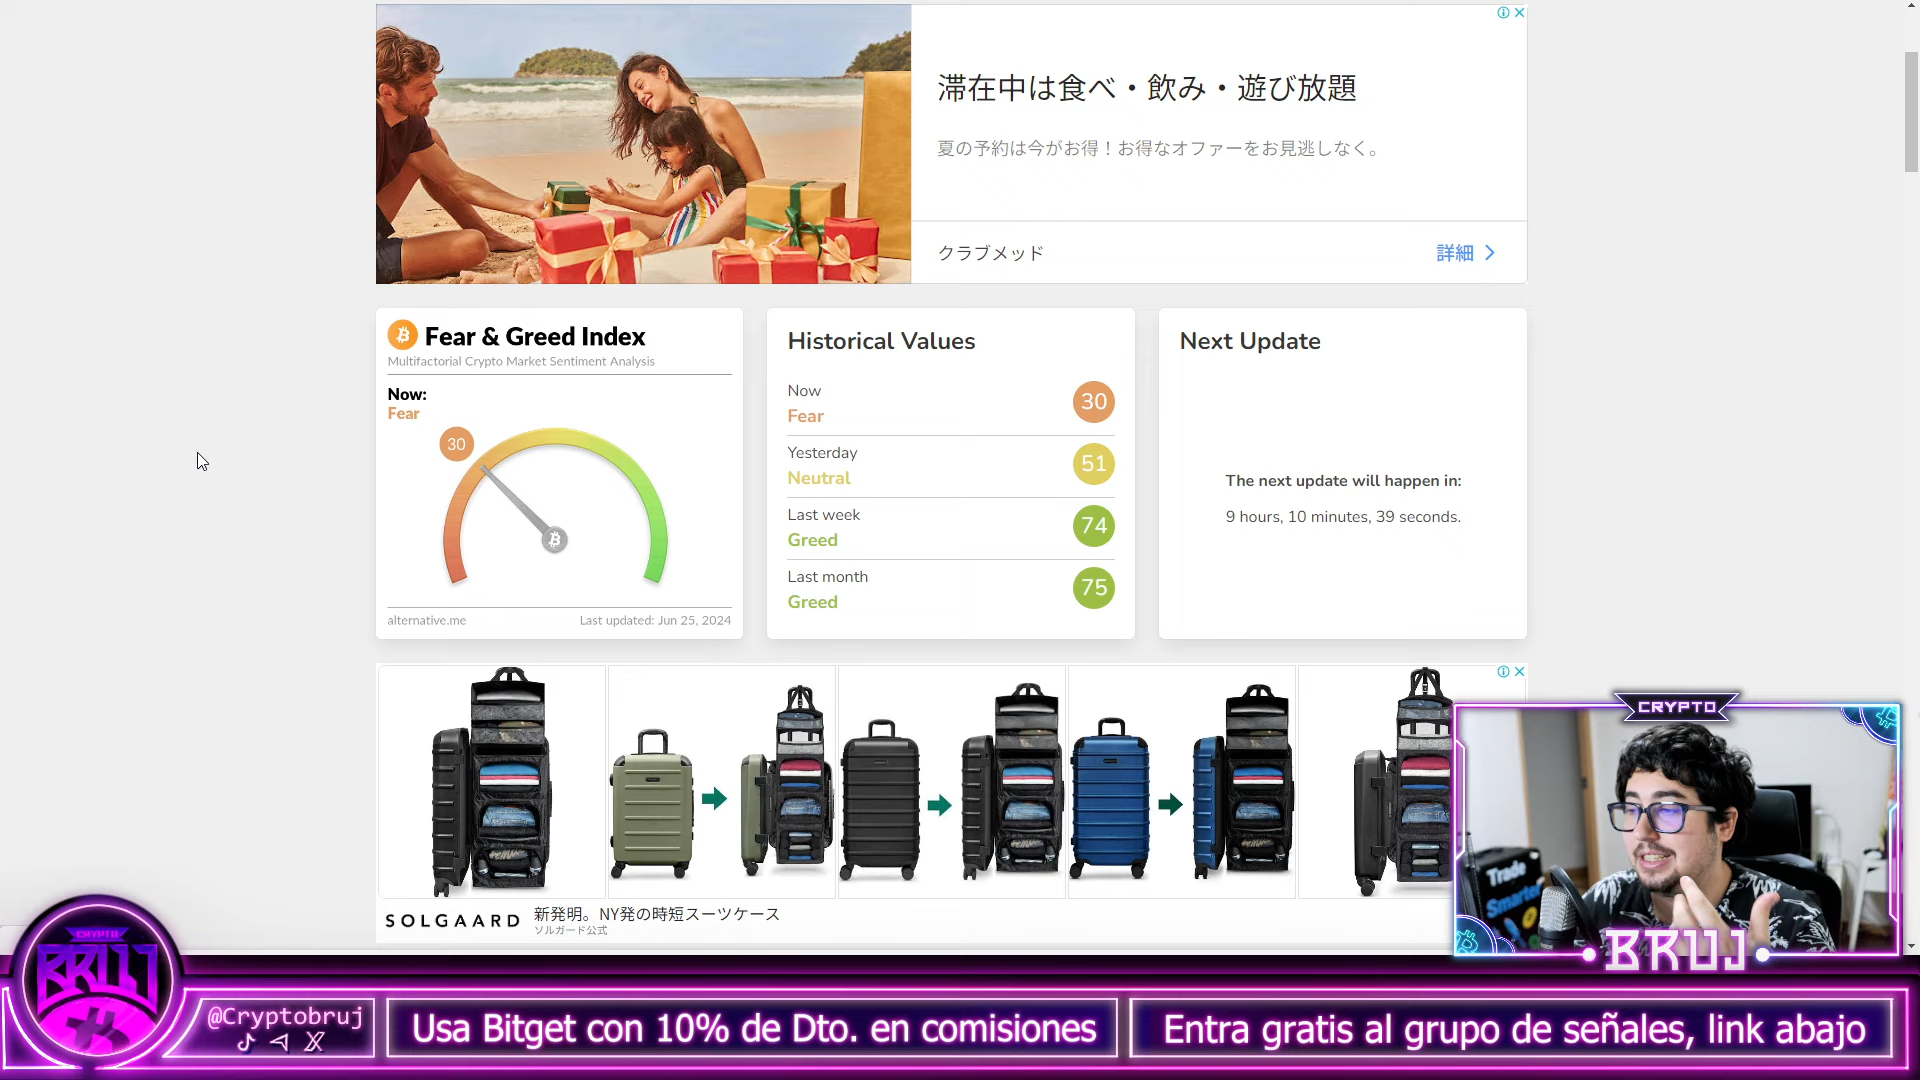 滞在中は食べ・飲み・遊び放題
夏の予約は今がお得！お得なオファーをお見逃しなく。
クラブメッド
詳細
Fear & Greed Index
Multifactorial Crypto Market Sentiment Analysis
Now:
Fear
30
alternative.me
Last updated: Jun 25, 2024
Historical Values
Now
Fear
30
Yesterday
Neutral
51
Last week
Greed
74
Last month
Greed
75
Next Update
The next update will happen in:
9 hours, 10 minutes, 39 seconds.
SOLGAARD
新発明。NY発の時短スーツケース
ソルガード公式
CRYPTO
Trade
Smarter
BRUJ
CRYPTO
BRUJ
@Cryptobruj
Usa Bitget con 10% de Dto. en comisiones
Entra gratis al grupo de señales, link abajo